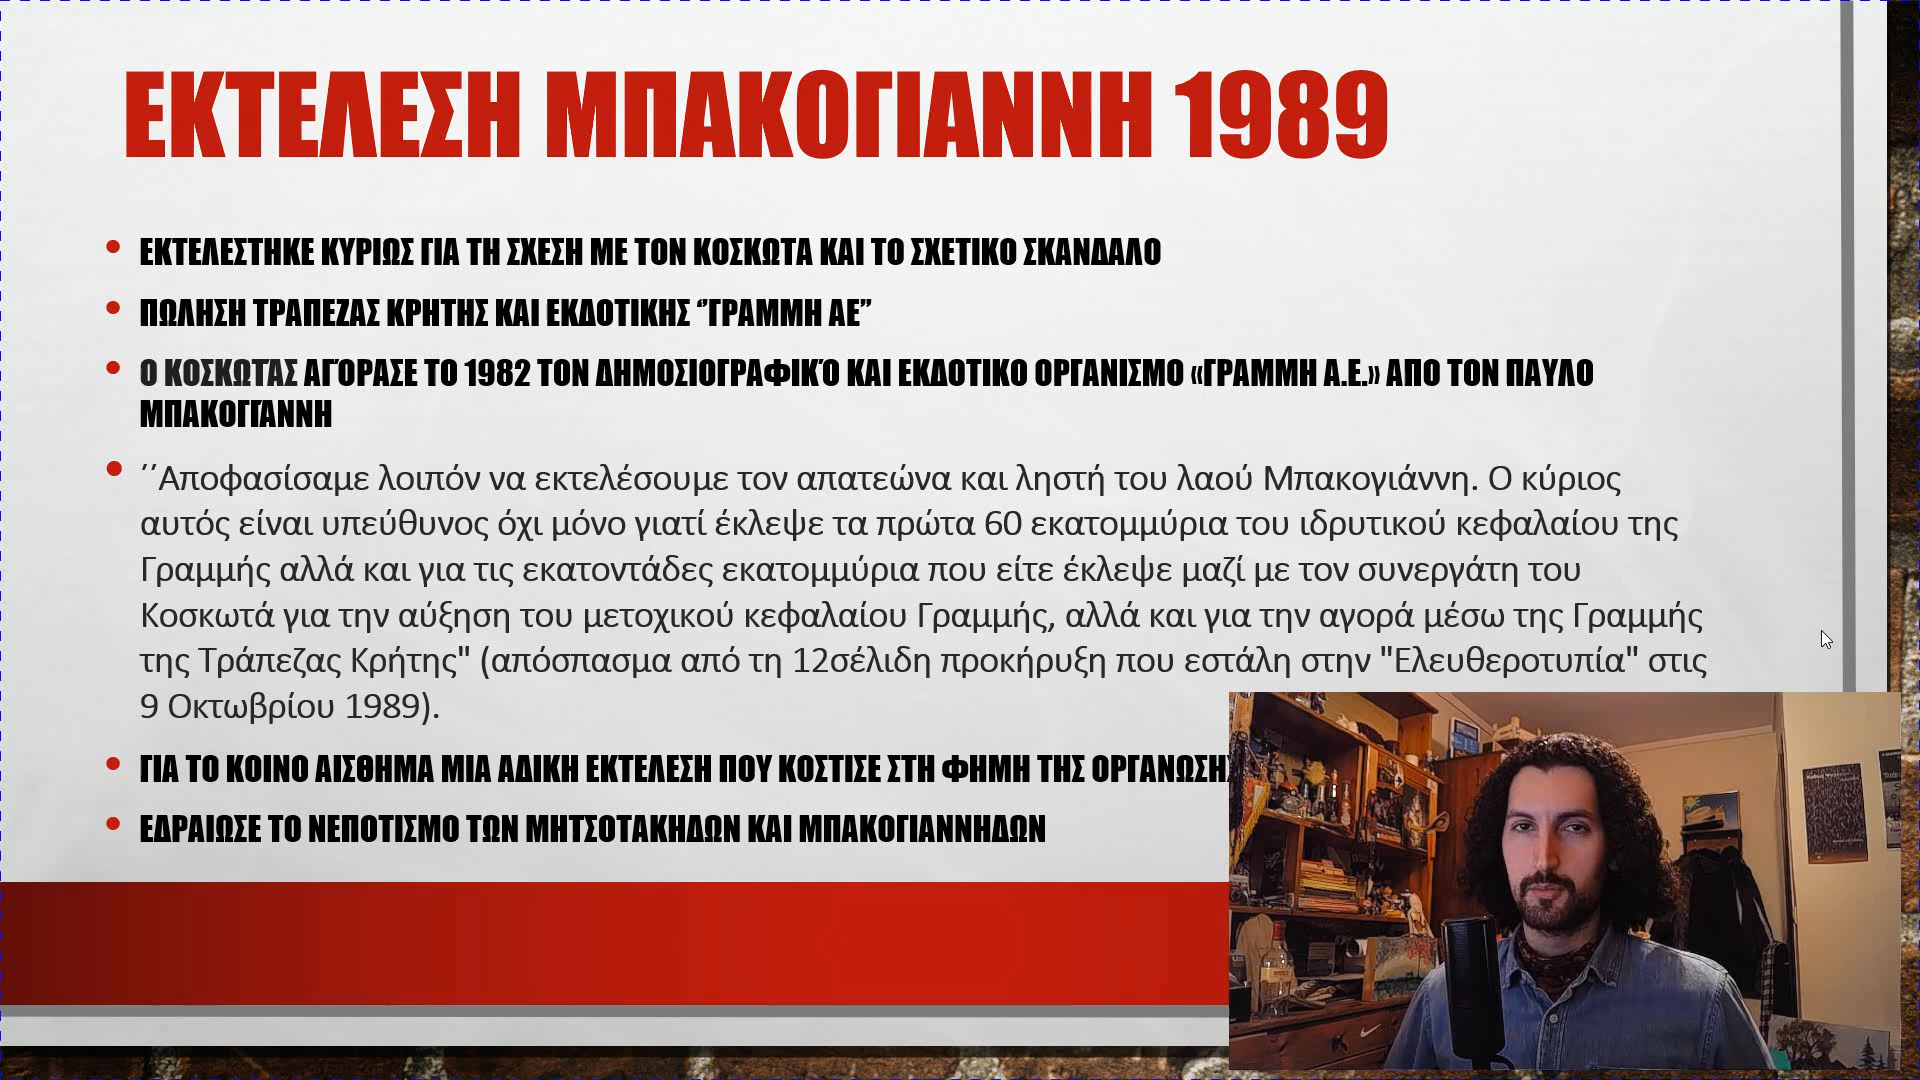 ΕΚΤΕΛΕΣΗ ΜΠΑΚΟΓΙΑΝΝΗ 1989
• ΕΚΤΕΛΕΣΤΗΚΕ ΚΥΡΙΩΣ ΓΙΑ ΤΗ ΣΧΕΣΗ ΜΕ ΤΟΝ ΚΟΣΚΩΤΑ ΚΑΙ ΤΟ ΣΧΕΤΙΚΟ ΣΚΑΝΔΑΛΟ
• ΠΩΛΗΣΗ ΤΡΑΠΕΖΑΣ ΚΡΗΤΗΣ ΚΑΙ ΕΚΔΟΤΙΚΗΣ ‘’ΓΡΑΜΜΗ ΑΕ’’
• Ο ΚΟΣΚΩΤΆΣ ΑΓΌΡΑΣΕ ΤΟ 1982 ΤΟΝ ΔΗΜΟΣΙΟΓΡΑΦΙΚΌ ΚΑΙ ΕΚΔΟΤΙΚΟ ΟΡΓΑΝΙΣΜΟ «ΓΡΑΜΜΗ Α.Ε.» ΑΠΟ ΤΟΝ ΠΑΥΛΟ
ΜΠΑΚΟΓΙΆΝΝΗ
• ΄΄Αποφασίσαμε λοιπόν να εκτελέσουμε τον απατεώνα και ληστή του λαού Μπακογιάννη. Ο κύριος
αυτός είναι υπεύθυνος όχι μόνο γιατί έκλεψε τα πρώτα 60 εκατομμύρια του ιδρυτικού κεφαλαίου της
Γραμμής αλλά και για τις εκατοντάδες εκατομμύρια που είτε έκλεψε μαζί με τον συνεργάτη του
Κοσκωτά για την αύξηση του μετοχικού κεφαλαίου Γραμμής, αλλά και για την αγορά μέσω της Γραμμής
της Τράπεζας Κρήτης" (απόσπασμα από τη 12σέλιδη προκήρυξη που εστάλη στην "Ελευθεροτυπία" στις
9 Οκτωβρίου 1989).
• ΓΙΑ ΤΟ ΚΟΙΝΟ ΑΙΣΘΗΜΑ ΜΙΑ ΑΔΙΚΗ ΕΚΤΕΛΕΣΗ ΠΟΥ ΚΟΣΤΙΣΕ ΣΤΗ ΦΗΜΗ ΤΗΣ ΟΡΓΑΝΩΣΗΣ
• ΕΔΡΑΙΩΣΕ ΤΟ ΝΕΠΟΤΙΣΜΟ ΤΩΝ ΜΗΤΣΟΤΑΚΗΔΩΝ ΚΑΙ ΜΠΑΚΟΓΙΑΝΝΗΔΩΝ